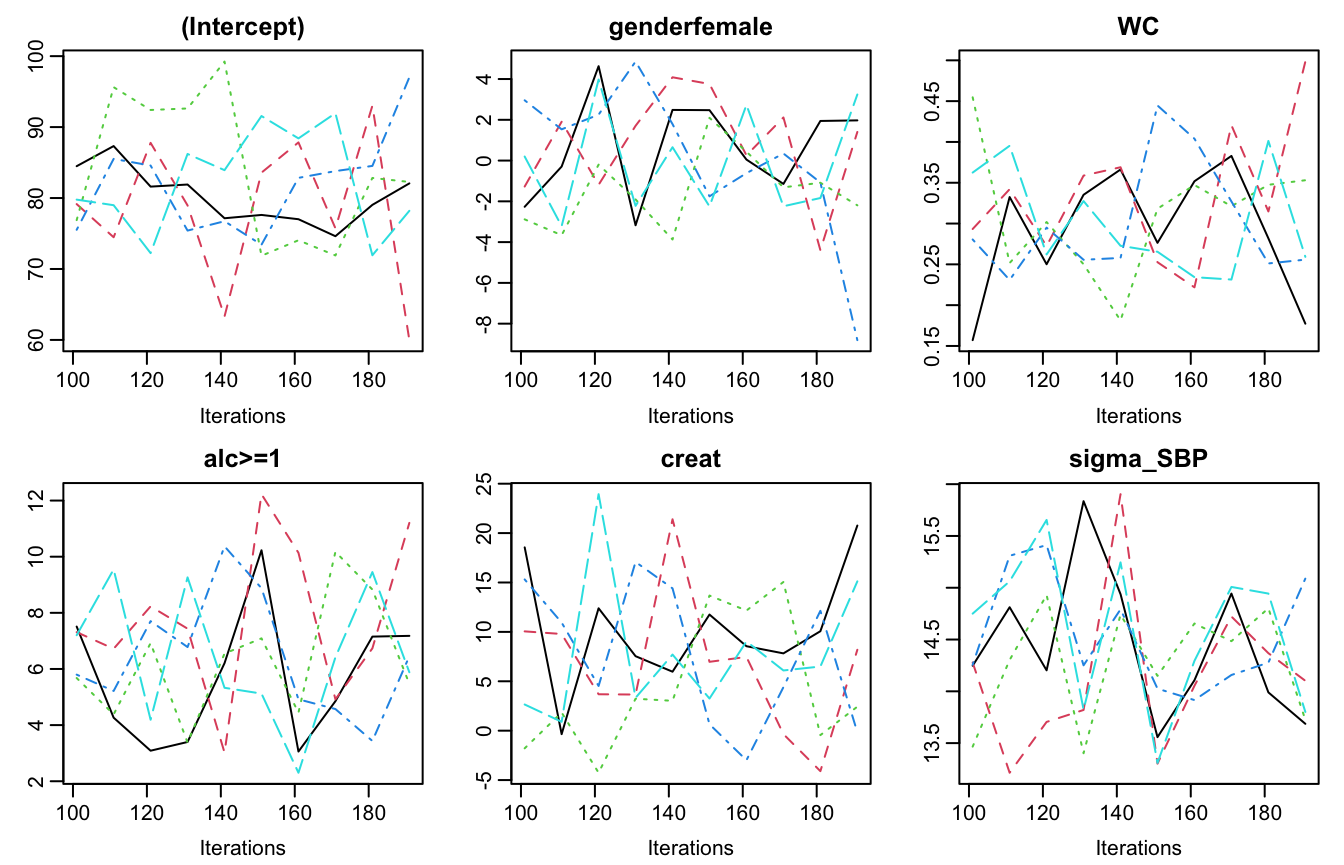 (Intercept)
100
90
80
70
60
100 120 140 160 180
Iterations
genderfemale
4
2
0
-2
-4
-6
-8
100 120 140 160 180
Iterations
WC
0.45
0.35
0.25
0.15
100 120 140 160 180
Iterations
alc>=1
12
10
8
6
4
2
100 120 140 160 180
Iterations
creat
25
20
15
10
5
0
-5
100 120 140 160 180
Iterations
sigma_SBP
15.5
14.5
13.5
100 120 140 160 180
Iterations